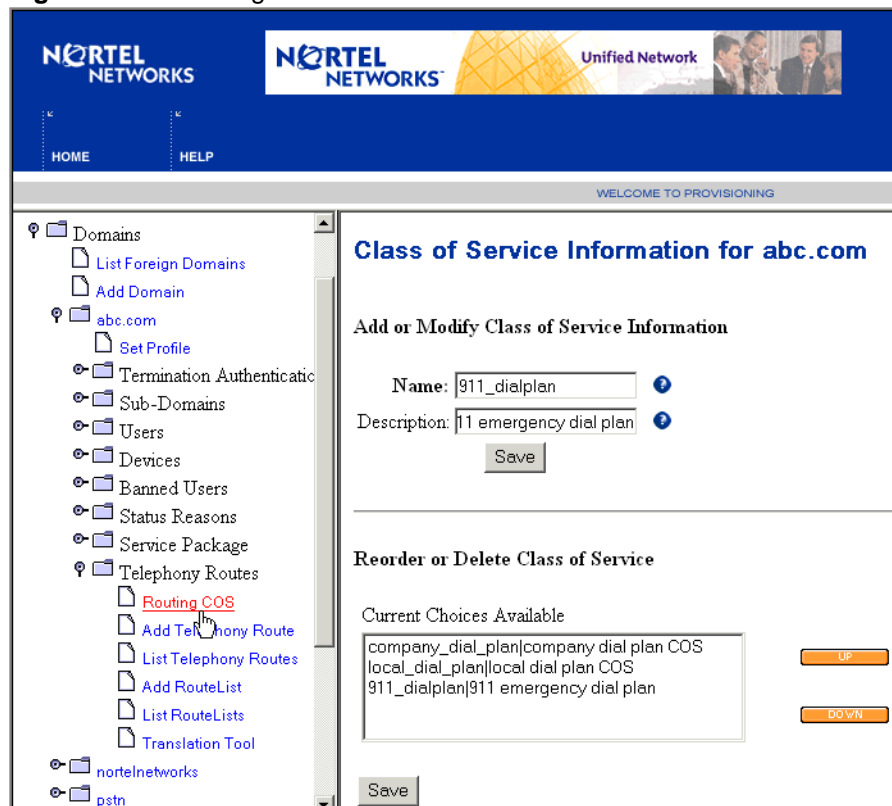 NORTEL
NETWORKS
NORTEL
NETWORKS
Unified Network
HOME HELP
WELCOME TO PROVISIONING
Domains
List Foreign Domains
Add Domain
abc.com
Set Profile
Termination Authenticatic
Sub-Domains
Users
Devices
Banned Users
Status Reasons
Service Package
Telephony Routes
Routing COS
Add Telephony Route
List Telephony Routes
Add RouteList
List RouteLists
Translation Tool
nortelnetworks
pstn
Class of Service Information for abc.com
Add or Modify Class of Service Information
Name: 911_dialplan
Description: 11 emergency dial plan
Save
Reorder or Delete Class of Service
Current Choices Available
company_dial_plan|company dial plan COS
local_dial_plan|local dial plan COS
911_dialplan|911 emergency dial plan
UP
DOWN
Save